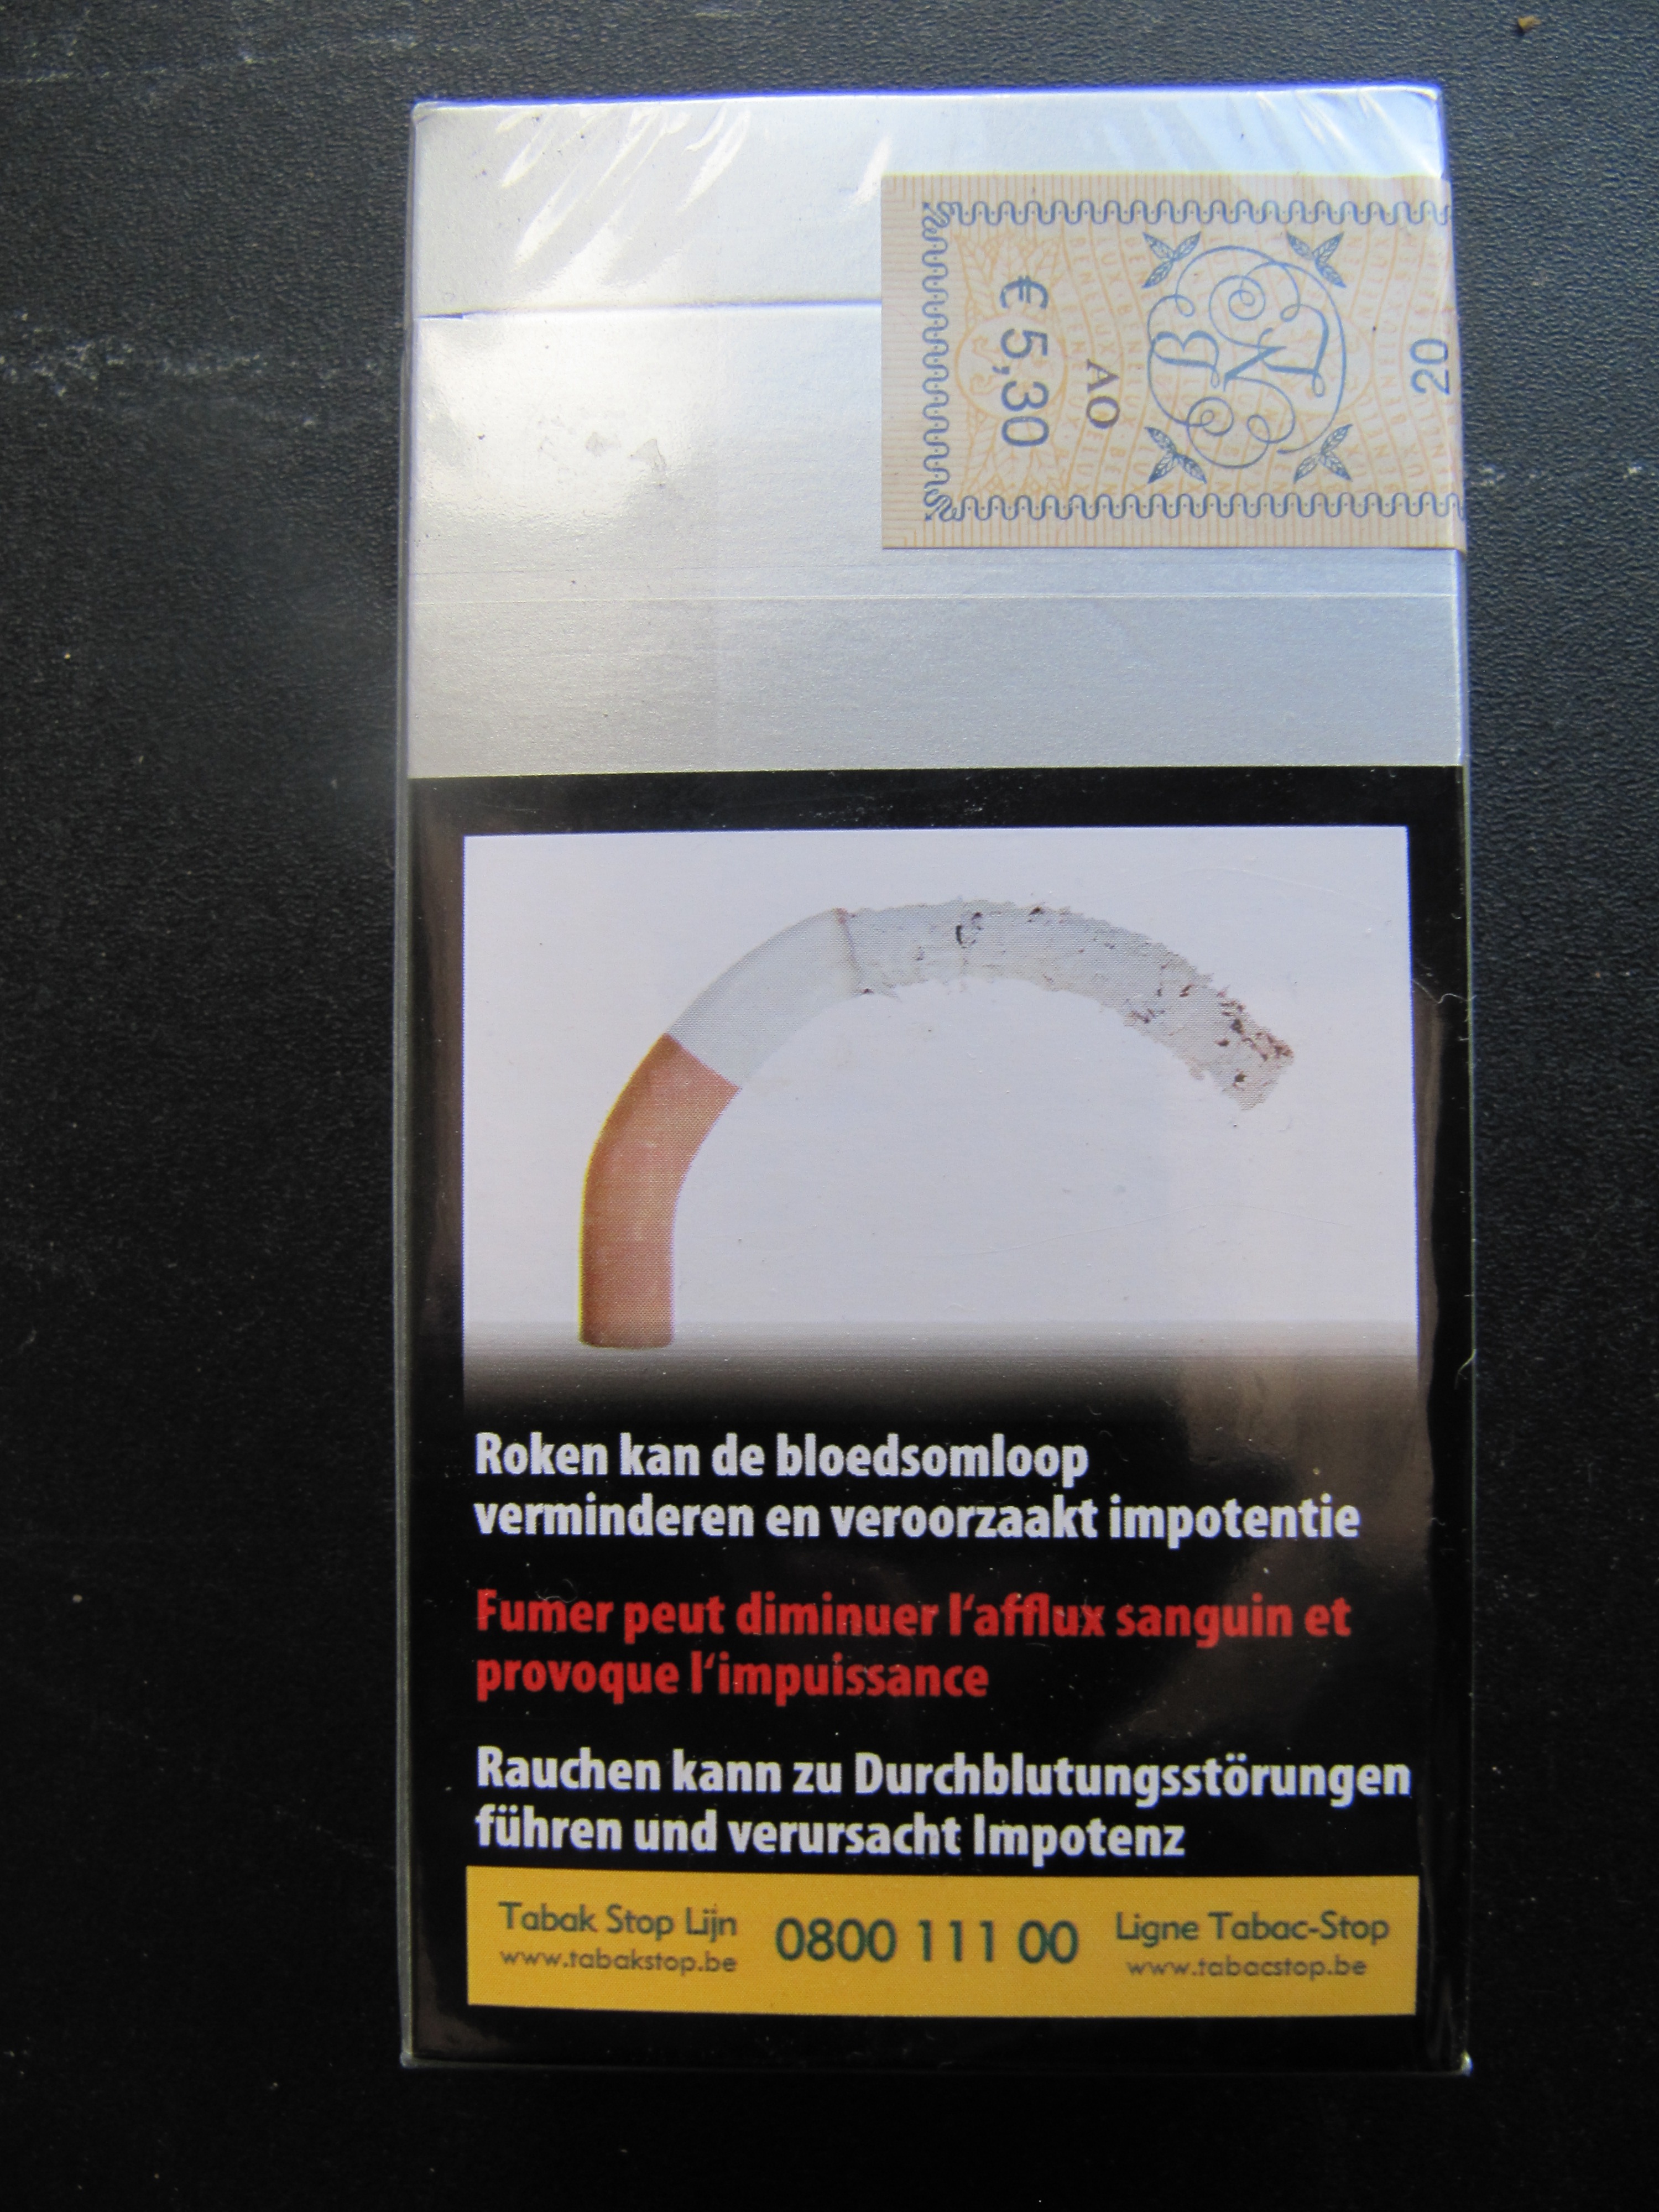 € 5,30
AO
BNL
20
Roken kan de bloedsomloop
verminderen en veroorzaakt impotentie
Fumer peut diminuer l‘afflux sanguin et
provoque l‘impuissance
Rauchen kann zu Durchblutungsstörungen
führen und verursacht Impotenz
Tabak Stop Lijn
www.tabakstop.be
0800 111 00
Ligne Tabac-Stop
www.tabacstop.be